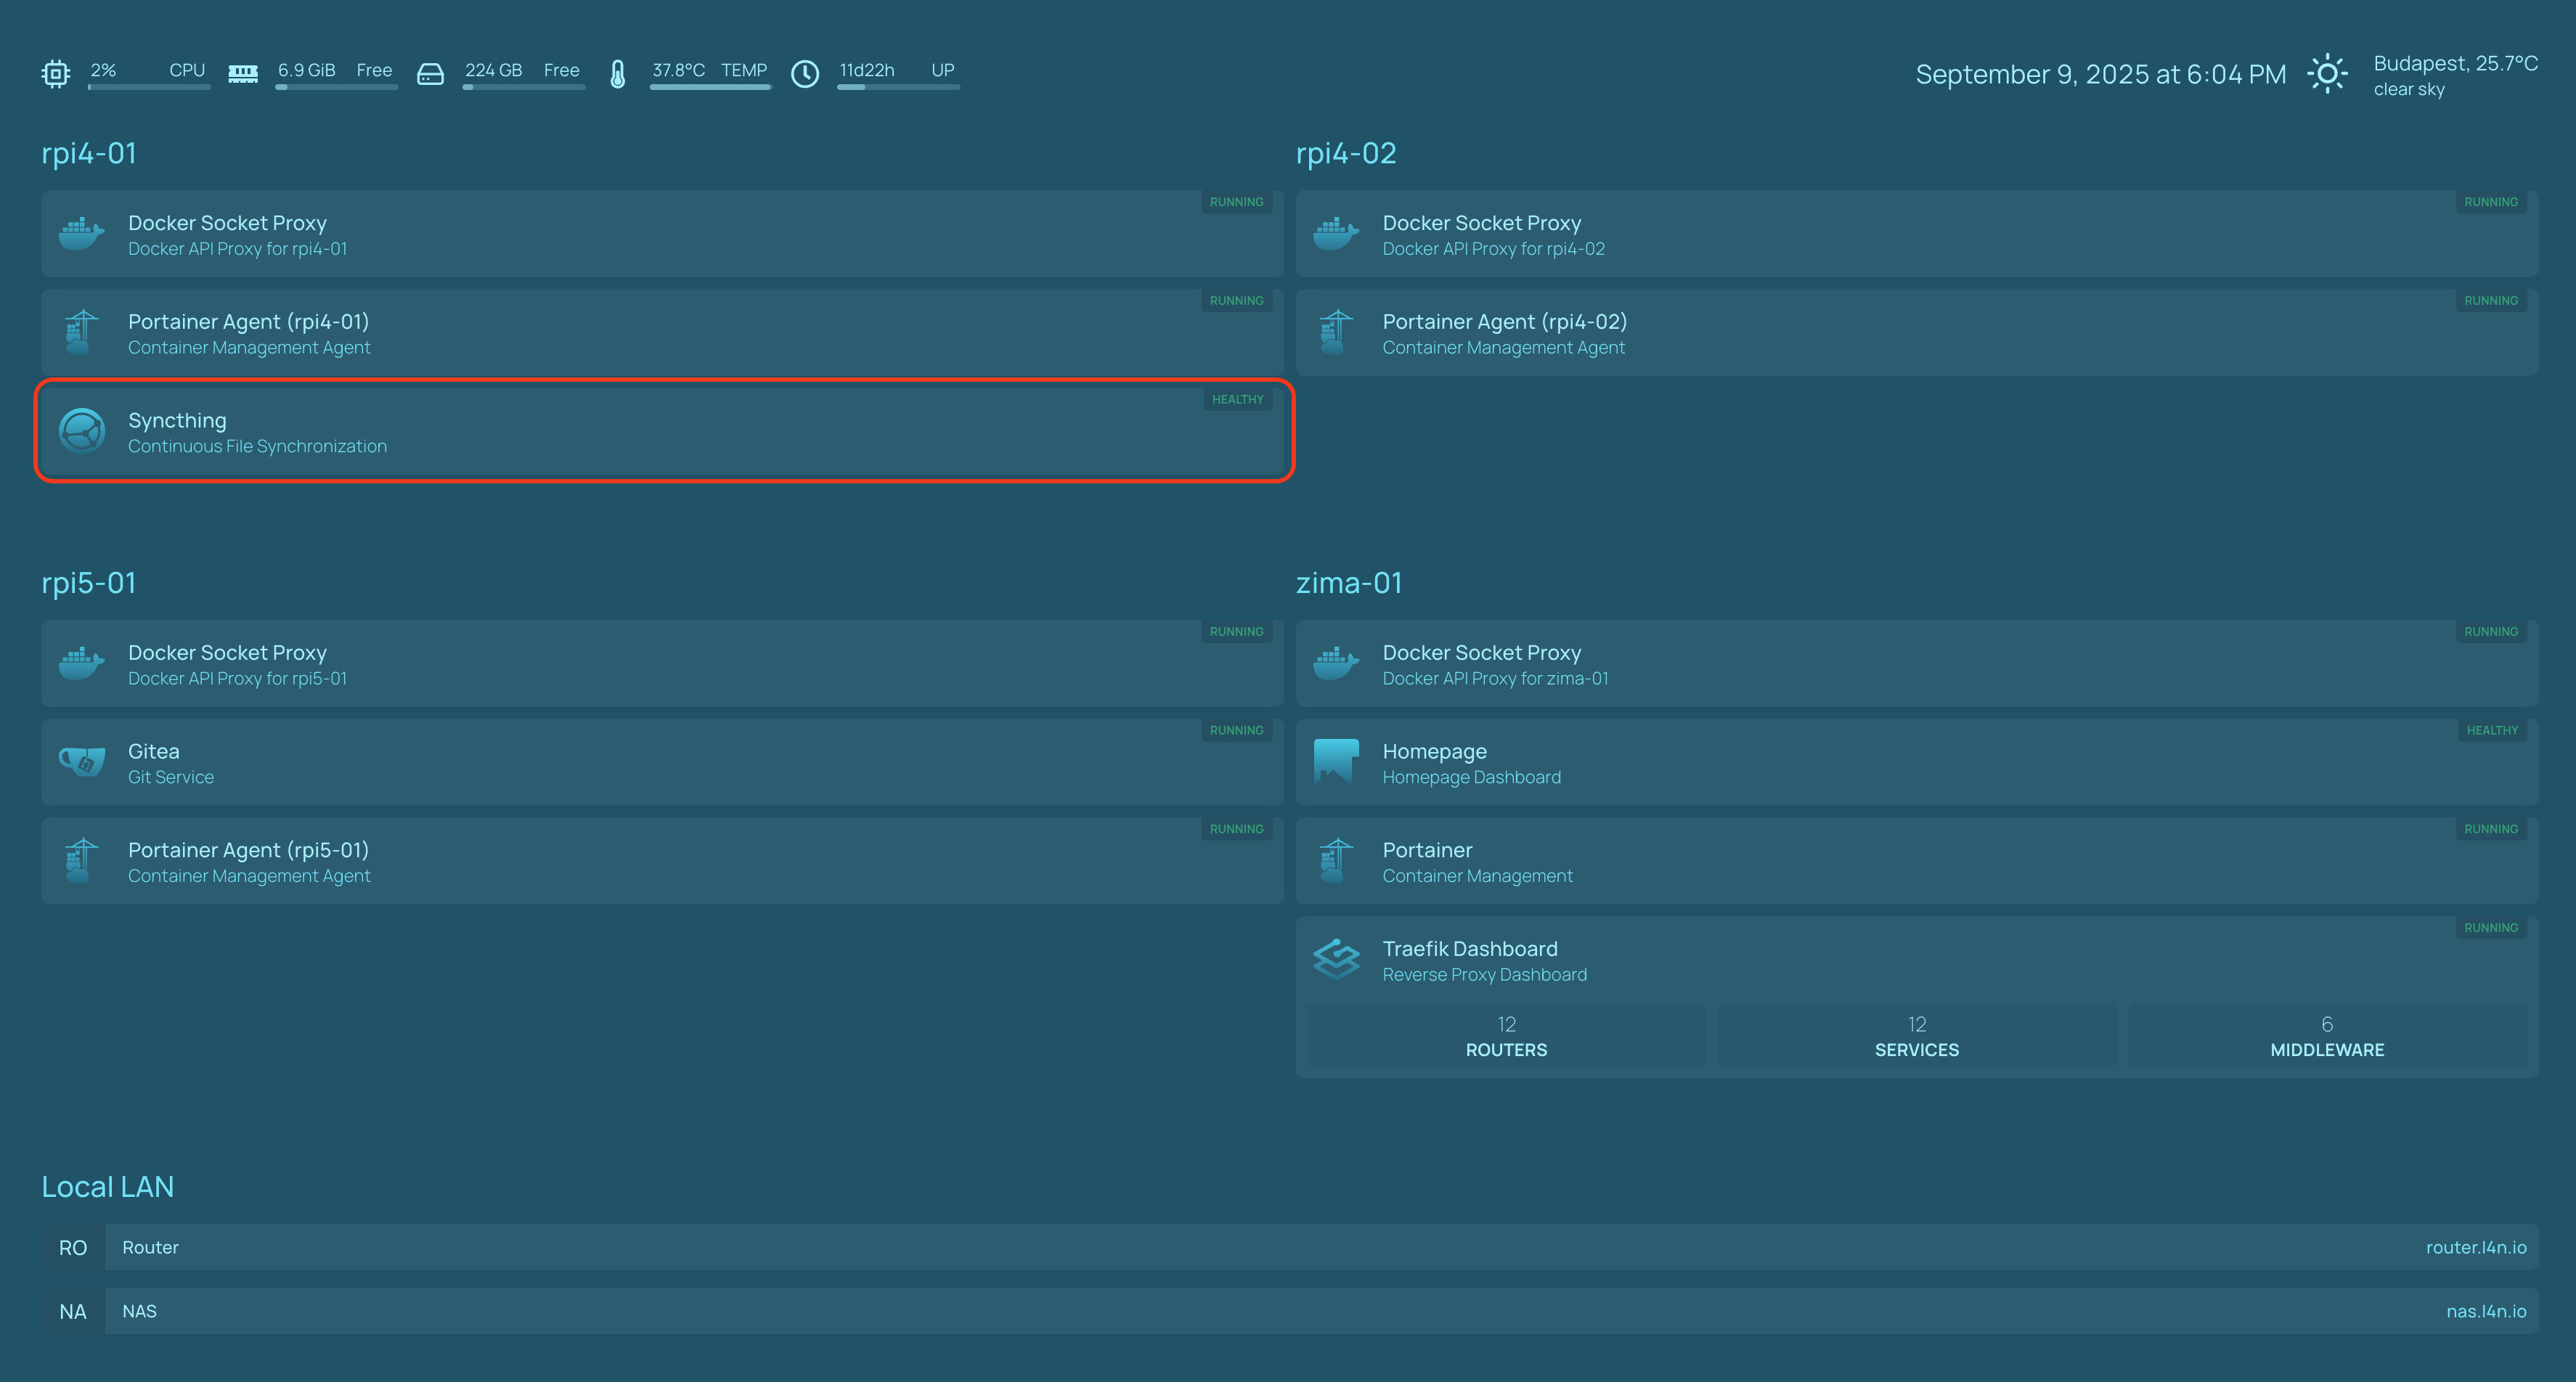 2% CPU 6.9 GiB Free 224 GB Free 37.8°C TEMP 11d22h UP
September 9, 2025 at 6:04 PM
Budapest, 25.7°C
clear sky
rpi4-01
RUNNING
Docker Socket Proxy
Docker API Proxy for rpi4-01
RUNNING
Portainer Agent (rpi4-01)
Container Management Agent
HEALTHY
Syncthing
Continuous File Synchronization
rpi4-02
RUNNING
Docker Socket Proxy
Docker API Proxy for rpi4-02
RUNNING
Portainer Agent (rpi4-02)
Container Management Agent
rpi5-01
RUNNING
Docker Socket Proxy
Docker API Proxy for rpi5-01
RUNNING
Gitea
Git Service
RUNNING
Portainer Agent (rpi5-01)
Container Management Agent
zima-01
RUNNING
Docker Socket Proxy
Docker API Proxy for zima-01
HEALTHY
Homepage
Homepage Dashboard
RUNNING
Portainer
Container Management
RUNNING
Traefik Dashboard
Reverse Proxy Dashboard
12 12 6
ROUTERS SERVICES MIDDLEWARE
Local LAN
RO Router router.l4n.io
NA NAS nas.l4n.io